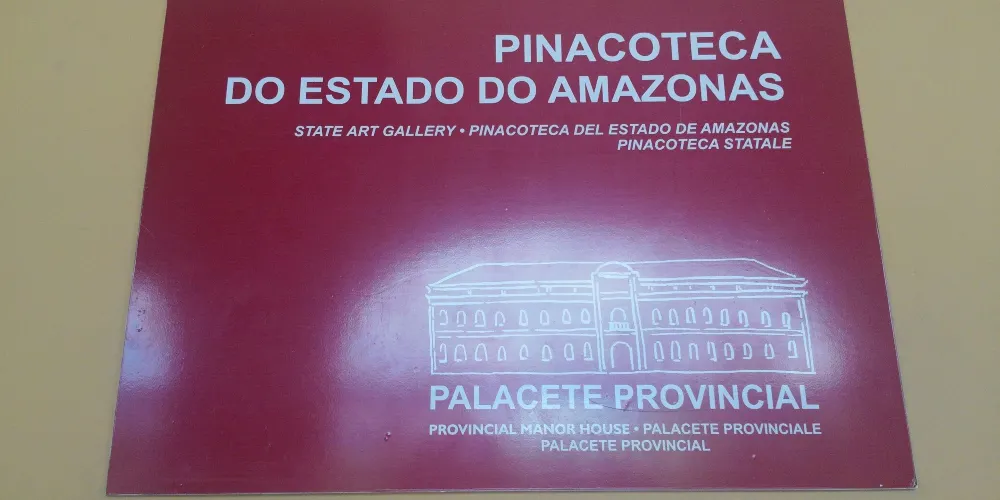 PINACOTECA
DO ESTADO DO AMAZONAS
STATE ART GALLERY • PINACOTECA DEL ESTADO DE AMAZONAS
PINACOTECA STATALE
PALACETE PROVINCIAL
PROVINCIAL MANOR HOUSE • PALACETE PROVINCIALE
PALACETE PROVINCIAL